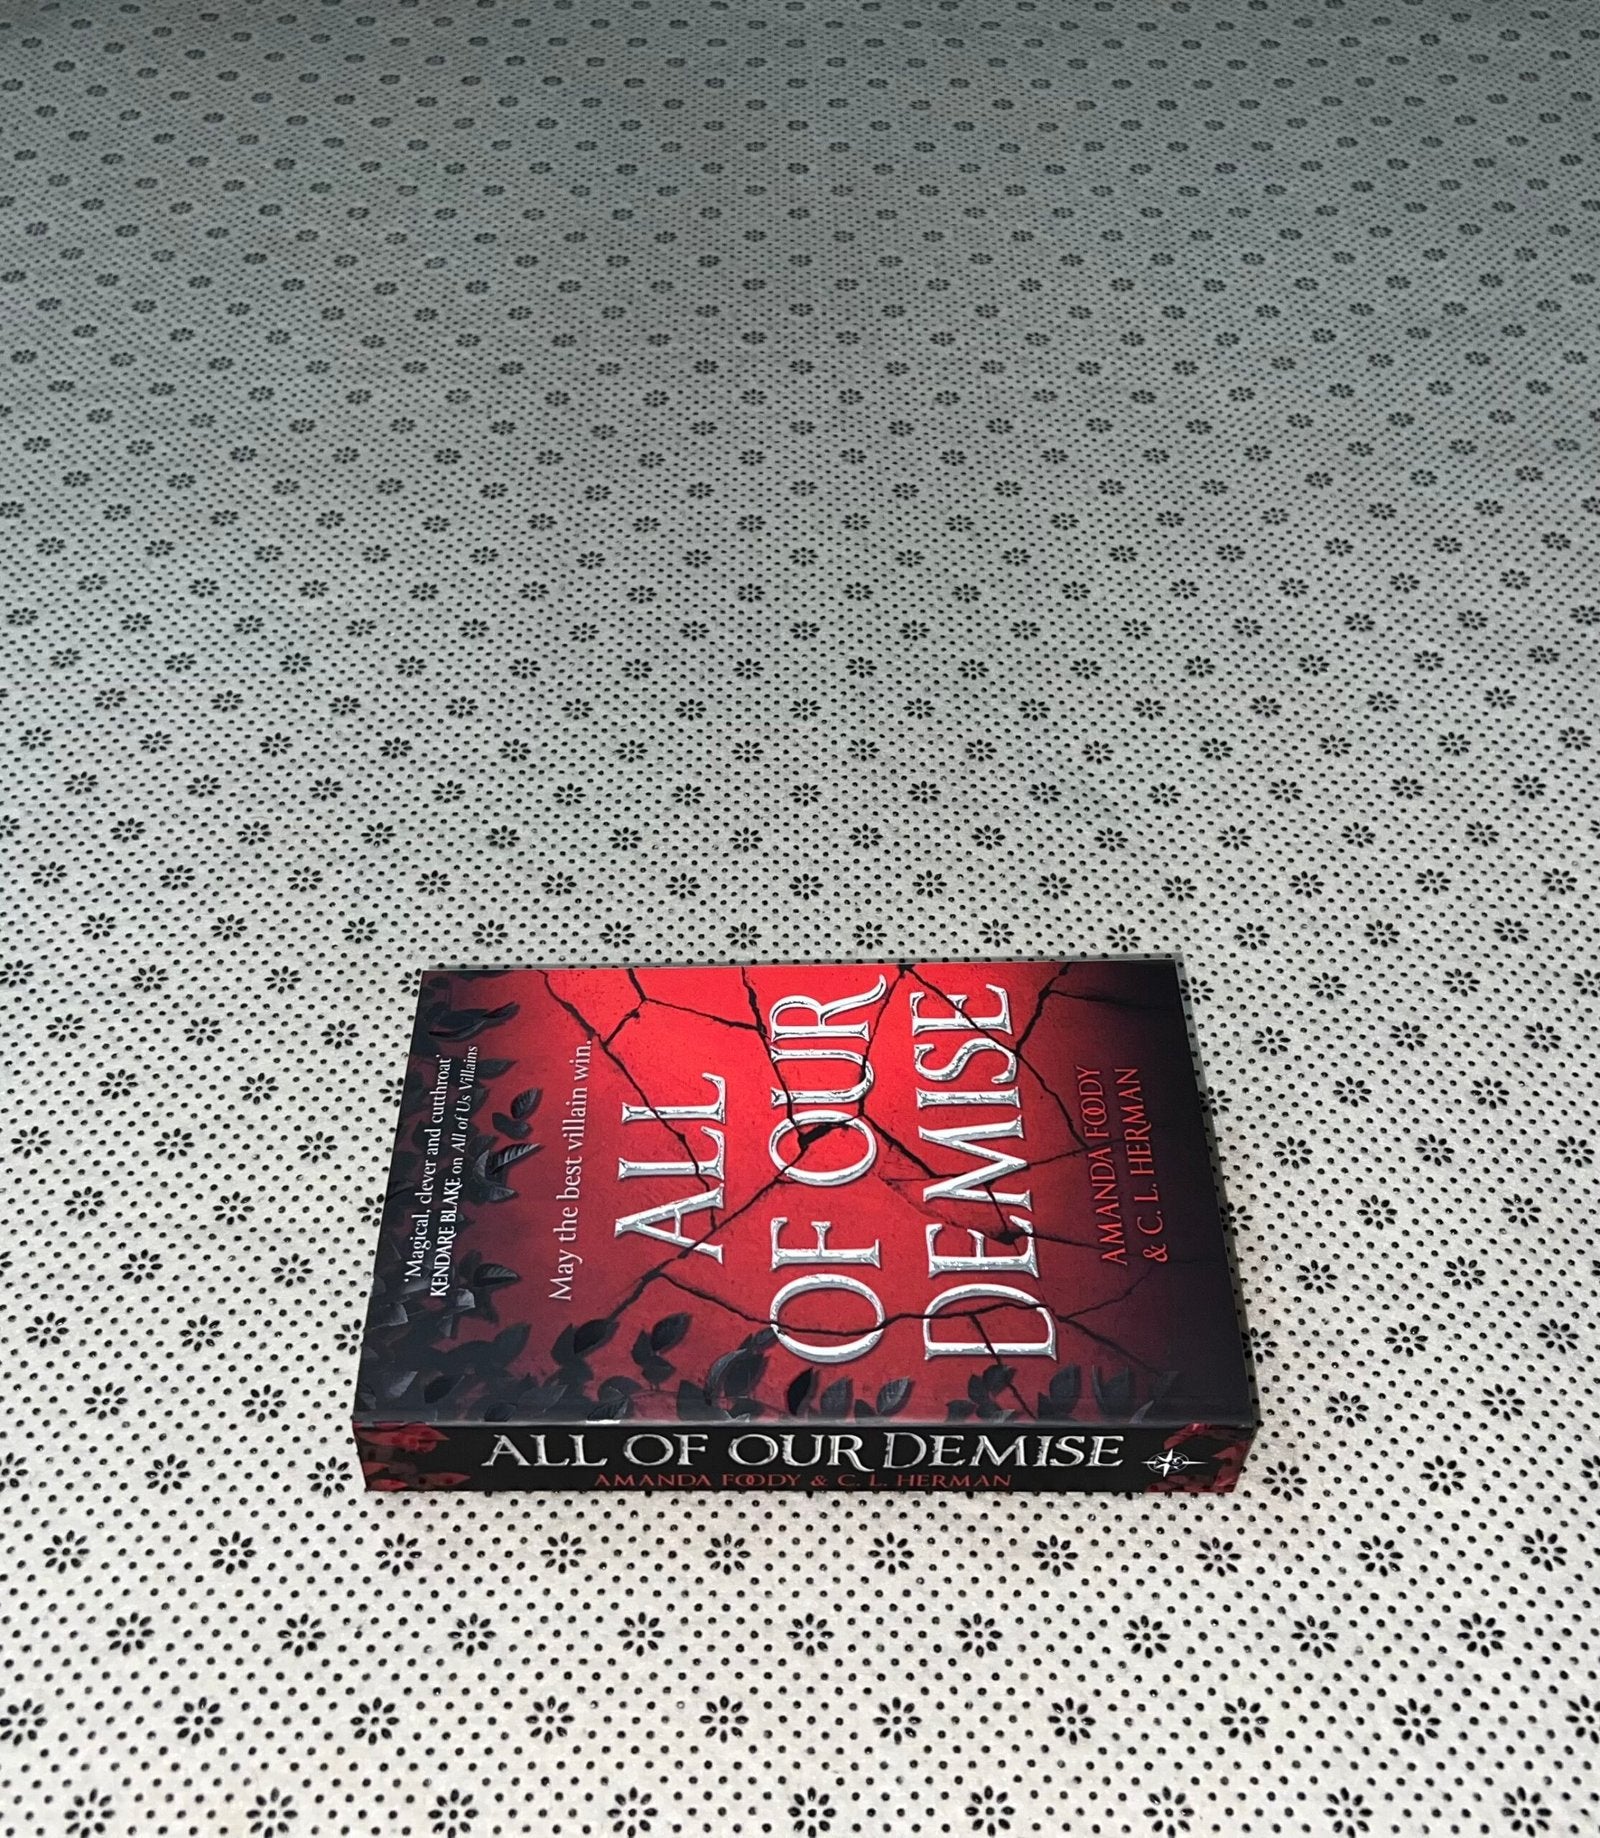 'Magical, clever and cutthroat'
KENDARE BLAKE on All of Us Villains
May the best villain win.
ALL
OF OUR
DEMISE
AMANDA FOODY
& C. L. HERMAN
ALL OF OUR DEMISE
AMANDA FOODY & C. L. HERMAN